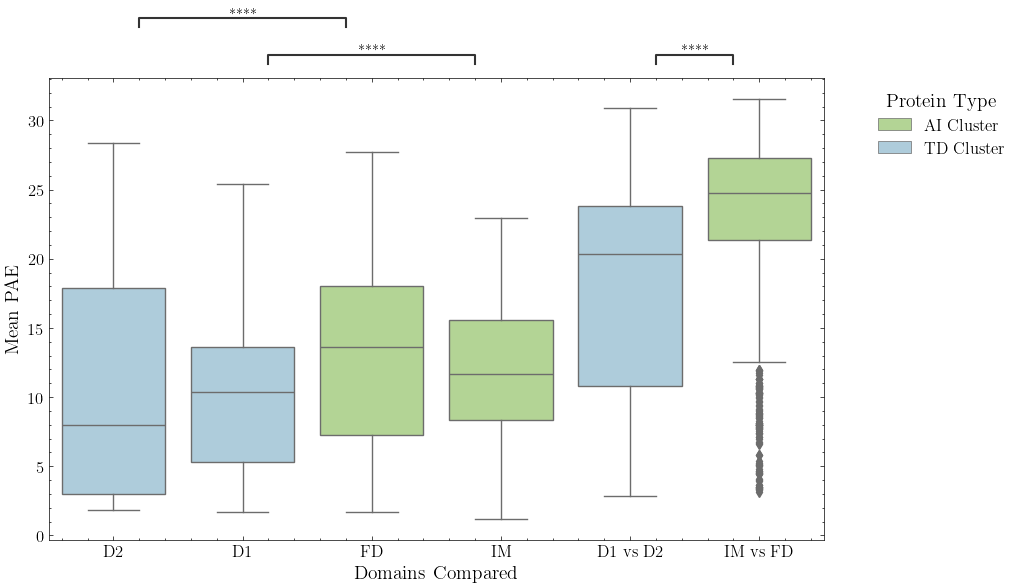 ****
**** ****
Protein Type
AI Cluster
TD Cluster
Mean PAE
30
25
20
15
10
5
0
D2 D1 FD IM D1 vs D2 IM vs FD
Domains Compared